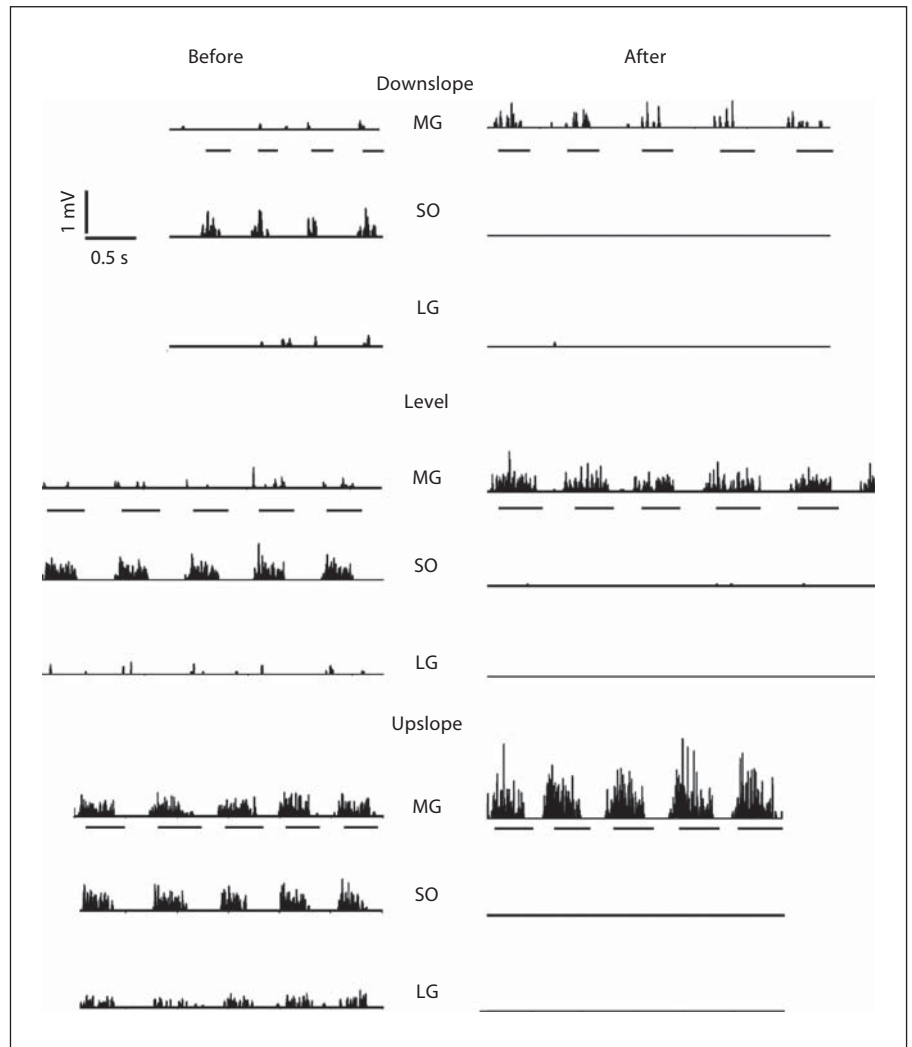 Before After
Downslope
MG
SO
1 mV
0.5 s
LG
Level
MG
SO
LG
Upslope
MG
SO
LG